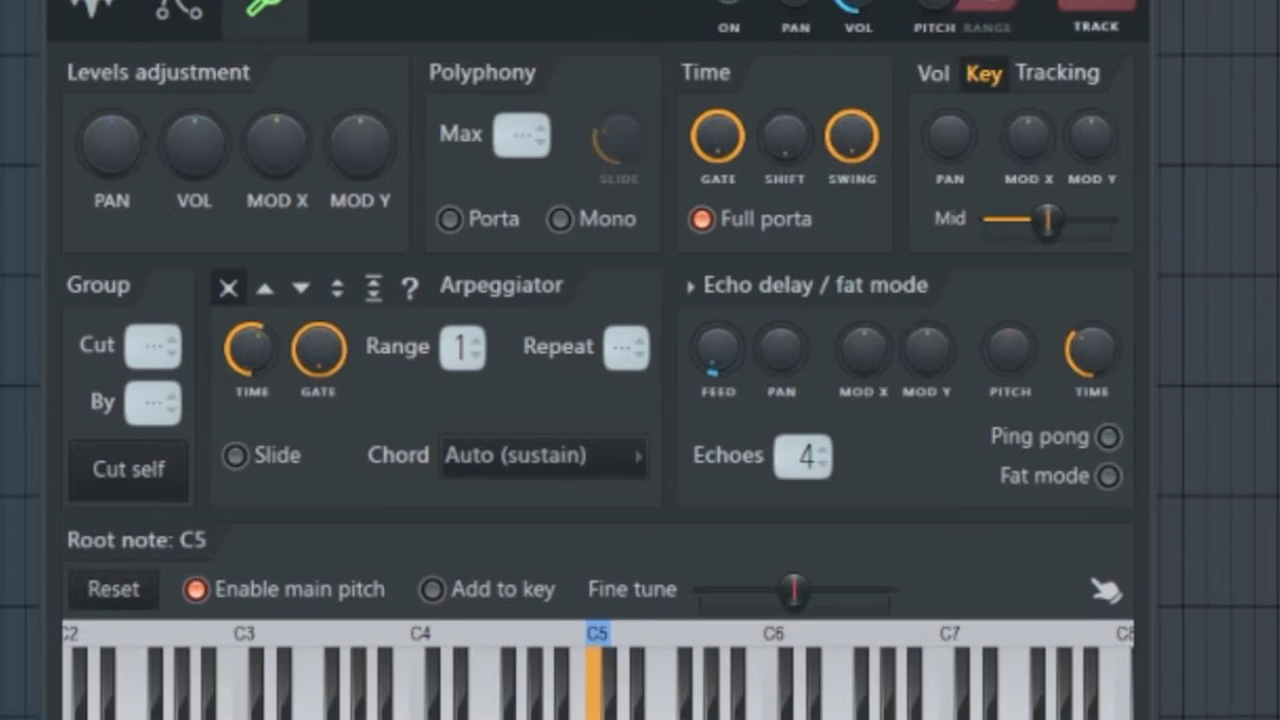 ON PAN VOL PITCH RANGE TRACK
Levels adjustment
PAN VOL MOD X MOD Y
Polyphony
Max ---
SLIDE
Porta Mono
Time
GATE SHIFT SWING
Full porta
Vol Key Tracking
PAN MOD X MOD Y
Mid
Group
Cut ---
By ---
Cut self
? Arpeggiator
TIME GATE Range 1 Repeat ---
Slide Chord Auto (sustain)
Echo delay / fat mode
FEED PAN MOD X MOD Y PITCH TIME
Echoes 4
Ping pong
Fat mode
Root note: C5
Reset Enable main pitch Add to key Fine tune
C2 C3 C4 C5 C6 C7